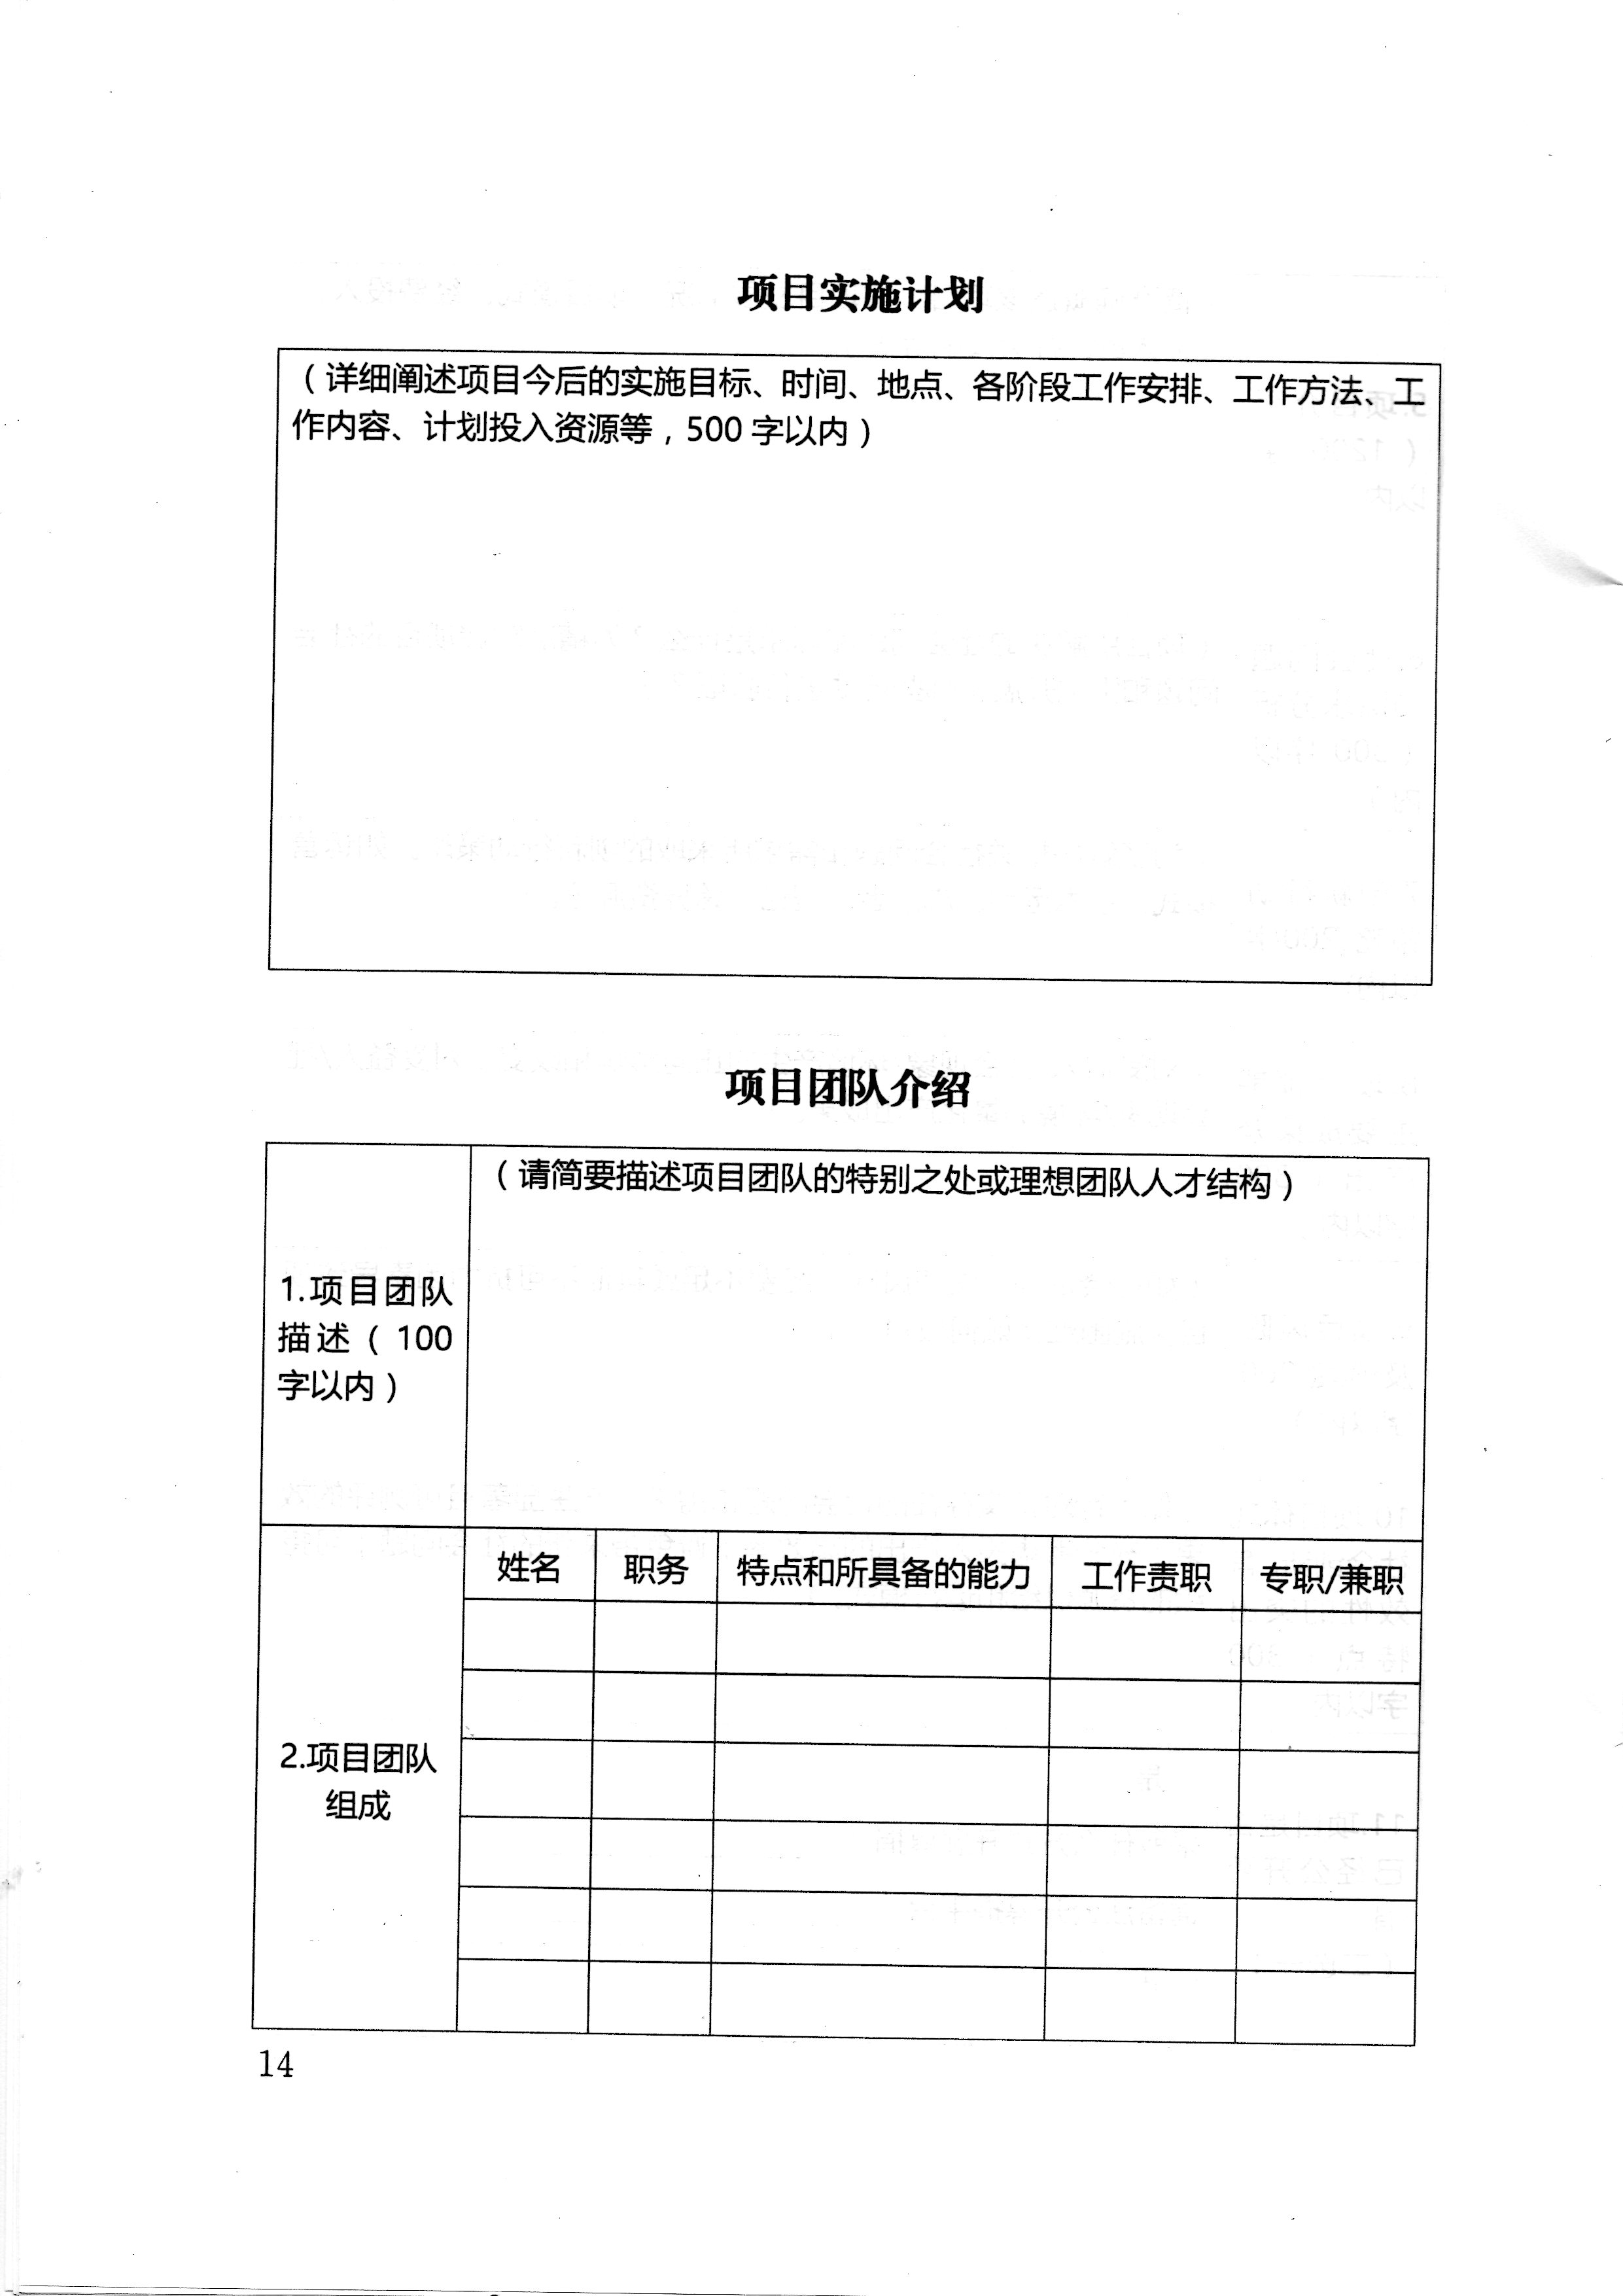 项目实施计划
（详细阐述项目今后的实施目标、时间、地点、各阶段工作安排、工作方法、工
作内容、计划投入资源等，500 字以内）
项目团队介绍
（请简要描述项目团队的特别之处或理想团队人才结构）
1.项目团队
描述（ 100
字以内）
姓名 职务 特点和所具备的能力 工作责职 专职/兼职
2.项目团队
组成
14